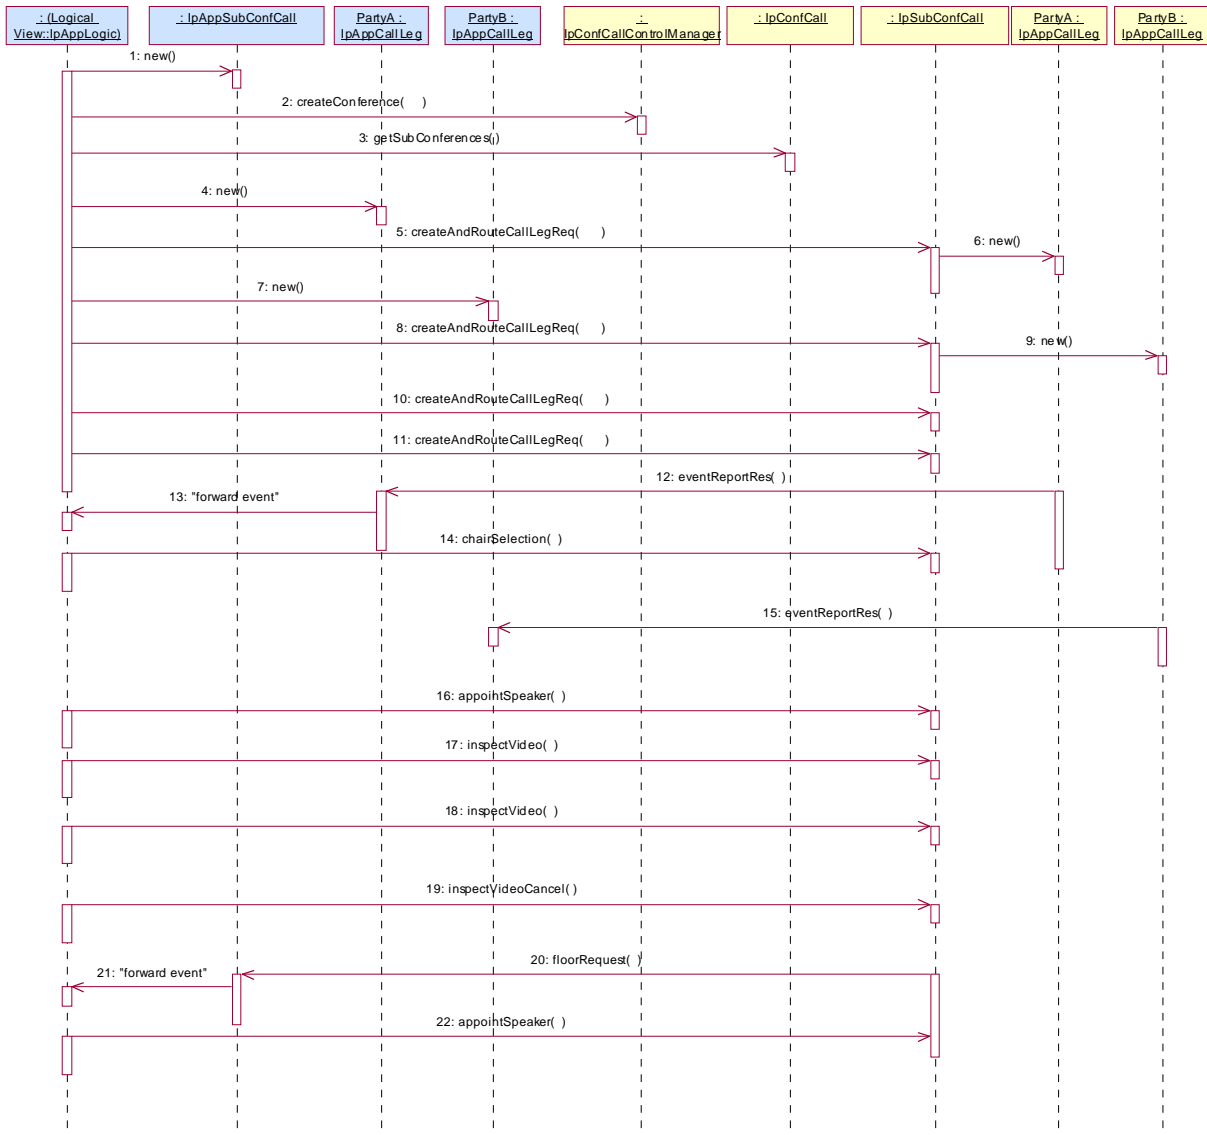 : (Logical
View::IpAppLogic)
: IpAppSubConfCall
PartyA :
IpAppCallLeg
PartyB :
IpAppCallLeg
:
IpConfCallControlManager
: IpConfCall
: IpSubConfCall
PartyA :
IpAppCallLeg
PartyB :
IpAppCallLeg
1: new()
2: createConference( )
3: getSubConferences()
4: new()
5: createAndRouteCallLegReq( )
6: new()
7: new()
8: createAndRouteCallLegReq( )
9: new()
10: createAndRouteCallLegReq( )
11: createAndRouteCallLegReq( )
12: eventReportRes( )
13: "forward event"
14: chairSelection( )
15: eventReportRes( )
16: appointSpeaker( )
17: inspectVideo( )
18: inspectVideo( )
19: inspectVideoCancel( )
20: floorRequest( )
21: "forward event"
22: appointSpeaker( )